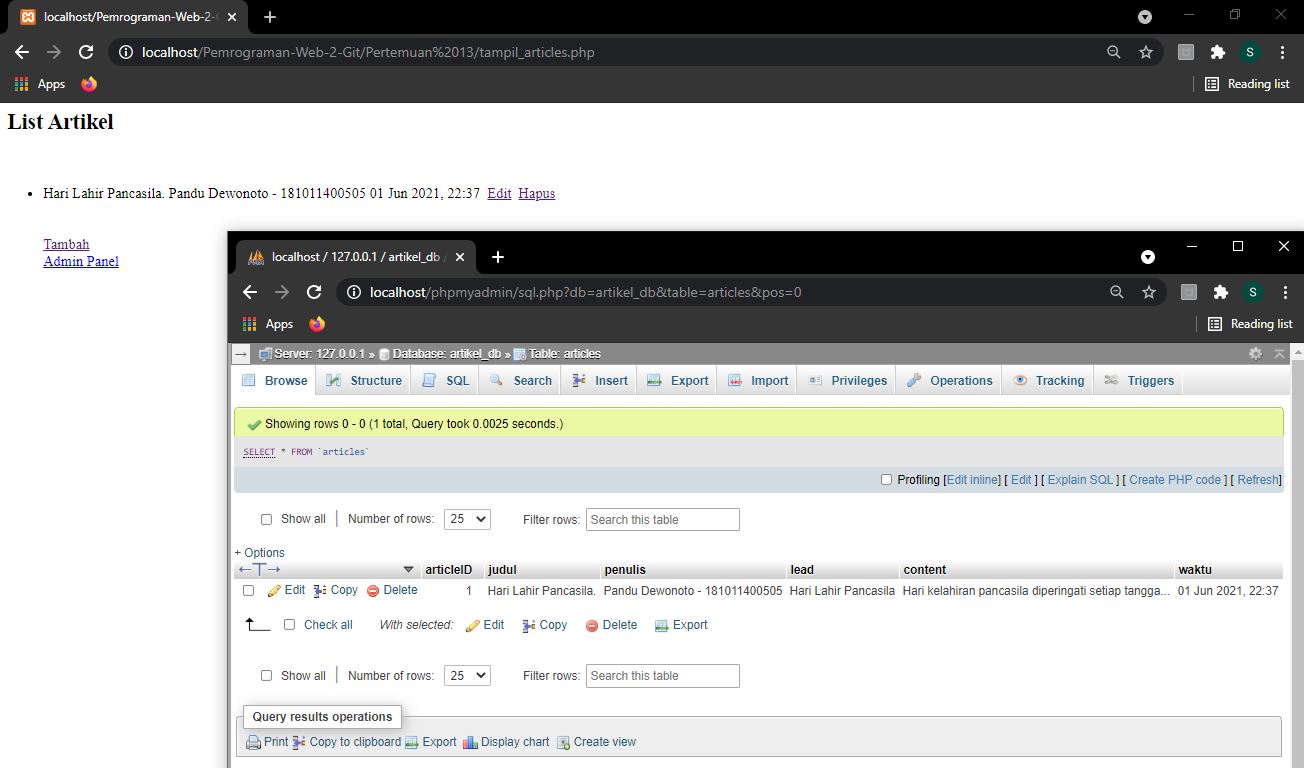 localhost/Pemrograman-Web-2-G
localhost/Pemrograman-Web-2-Git/Pertemuan%2013/tampil_articles.php
S
Apps
Reading list
List Artikel
• Hari Lahir Pancasila. Pandu Dewonoto - 181011400505 01 Jun 2021, 22:37 Edit Hapus
Tambah
Admin Panel
localhost / 127.0.0.1 / artikel_db
localhost/phpmyadmin/sql.php?db=artikel_db&table=articles&pos=0
S
Apps
Reading list
Server: 127.0.0.1 » Database: artikel_db » Table: articles
Browse Structure SQL Search Insert Export Import Privileges Operations Tracking Triggers
Showing rows 0 - 0 (1 total, Query took 0.0025 seconds.)
SELECT * FROM `articles`
Profiling [Edit inline] [ Edit ] [ Explain SQL ] [ Create PHP code ] [ Refresh]
Show all | Number of rows: 25 Filter rows: Search this table
+ Options
articleID judul penulis lead content waktu
Edit Copy Delete 1 Hari Lahir Pancasila. Pandu Dewonoto - 181011400505 Hari Lahir Pancasila Hari kelahiran pancasila diperingati setiap tangga... 01 Jun 2021, 22:37
Check all With selected: Edit Copy Delete Export
Show all | Number of rows: 25 Filter rows: Search this table
Query results operations
Print Copy to clipboard Export Display chart Create view